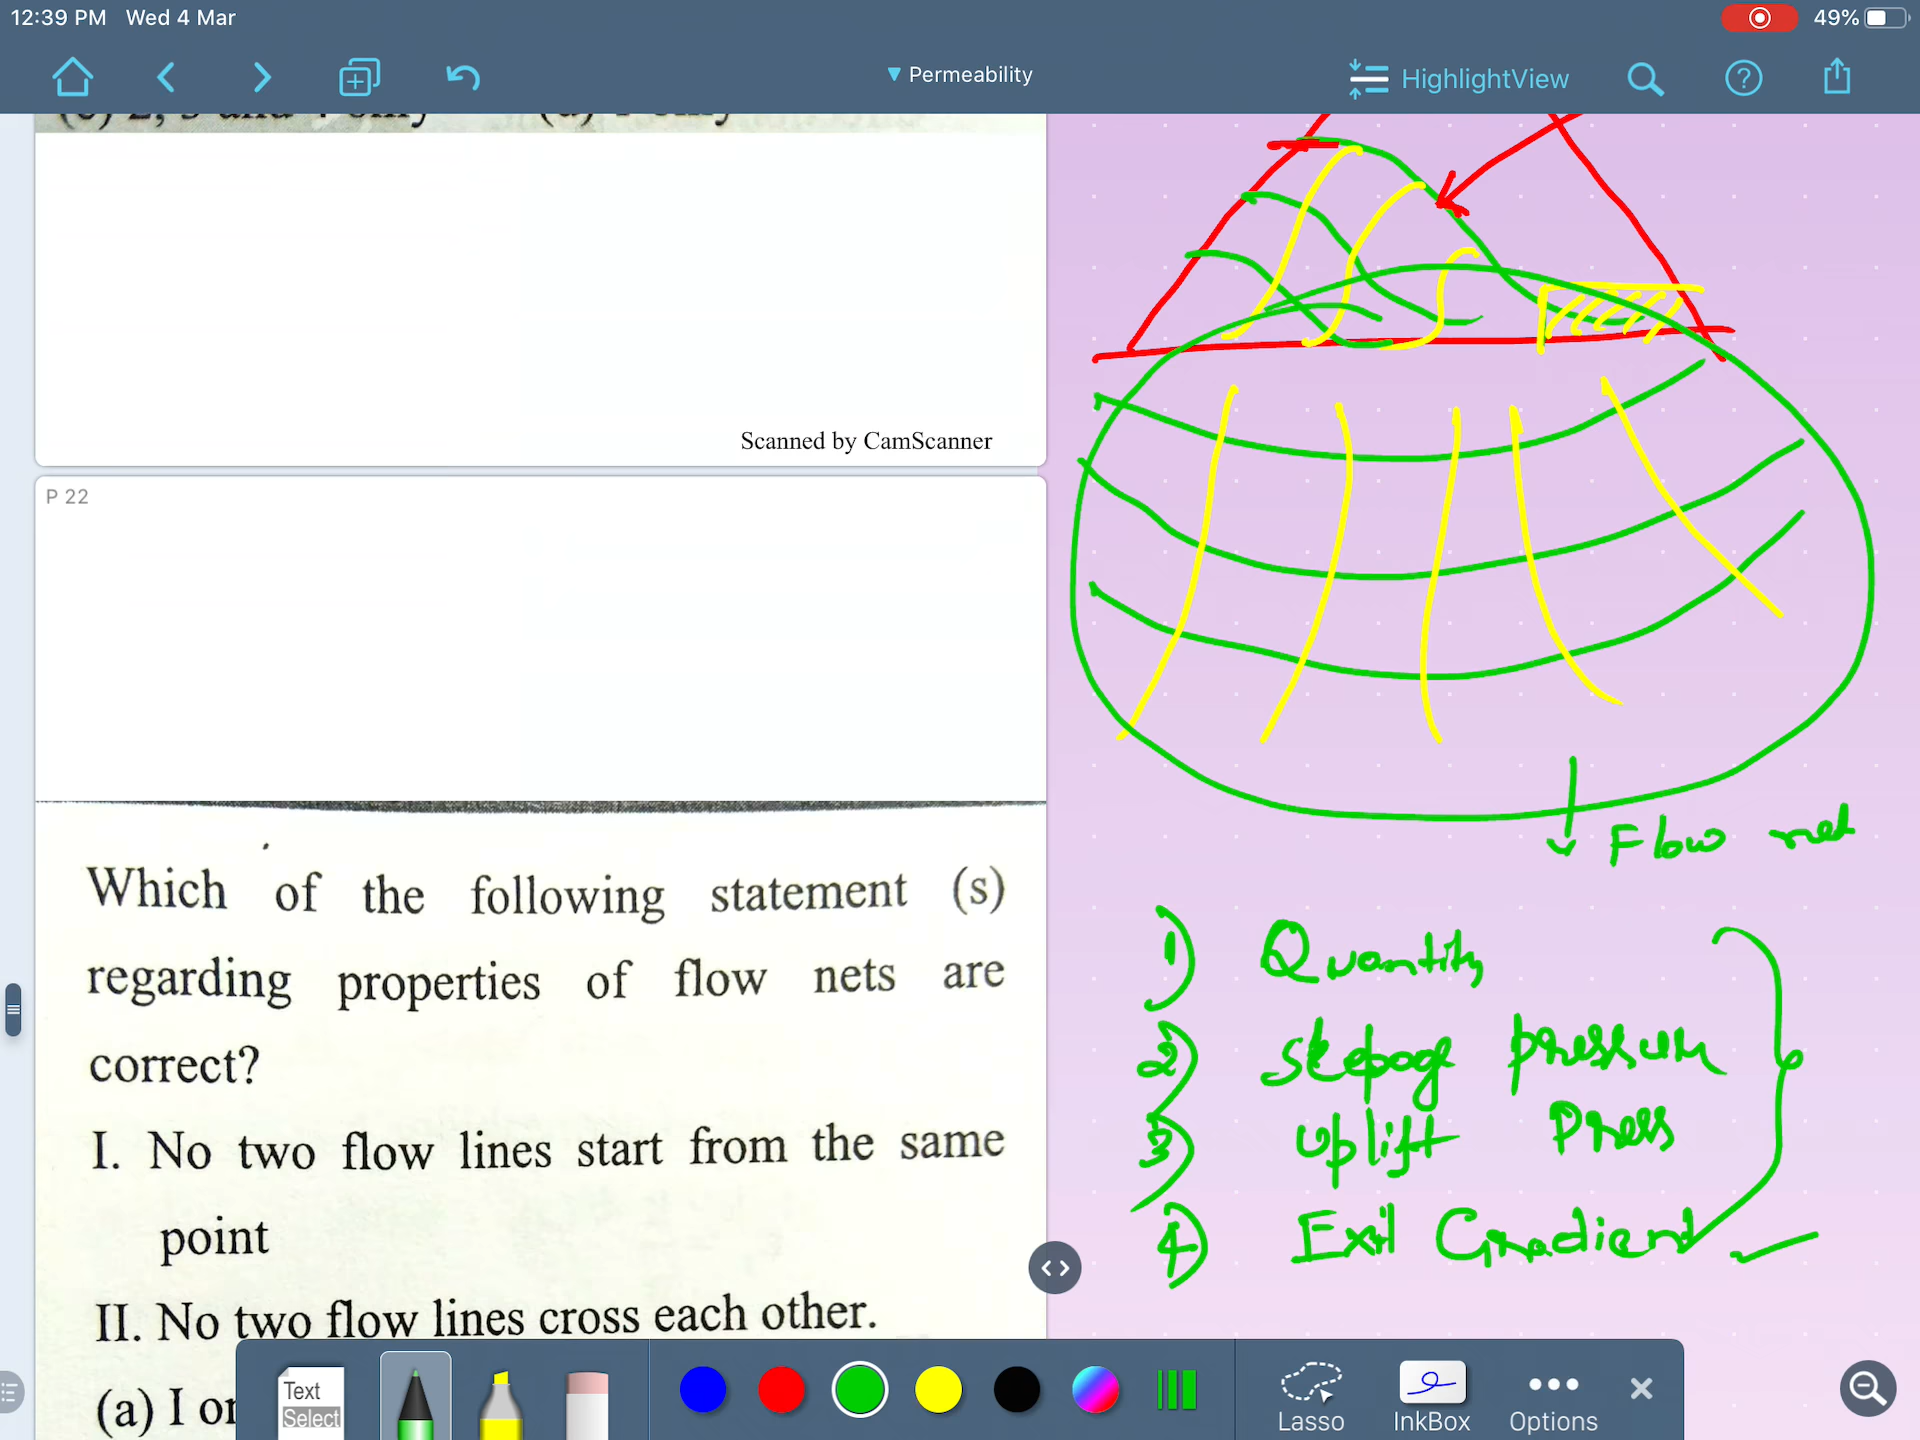 12:39 PM Wed 4 Mar
49%
▼ Permeability
HighlightView
Scanned by CamScanner
P 22
Which of the following statement (s)
regarding properties of flow nets are
correct?
I. No two flow lines start from the same
point
II. No two flow lines cross each other.
(a) I
Flow net
1) Quantity
2) Seepage pressure
3) Uplift Press
4) Exit Gradient
Text
Select
Lasso
InkBox
Options